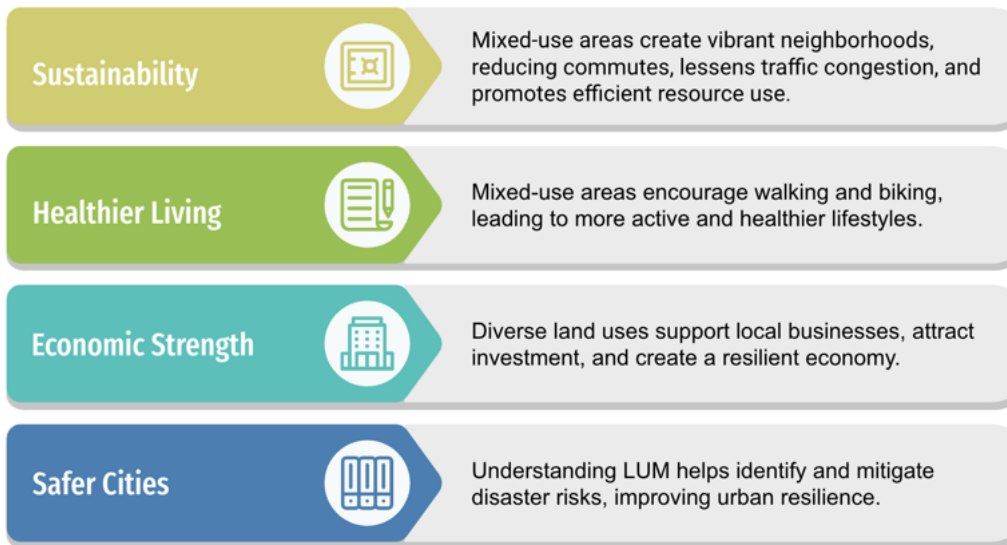 Sustainability
Mixed-use areas create vibrant neighborhoods,
reducing commutes, lessens traffic congestion, and
promotes efficient resource use.
Healthier Living
Mixed-use areas encourage walking and biking,
leading to more active and healthier lifestyles.
Economic Strength
Diverse land uses support local businesses, attract
investment, and create a resilient economy.
Safer Cities
Understanding LUM helps identify and mitigate
disaster risks, improving urban resilience.